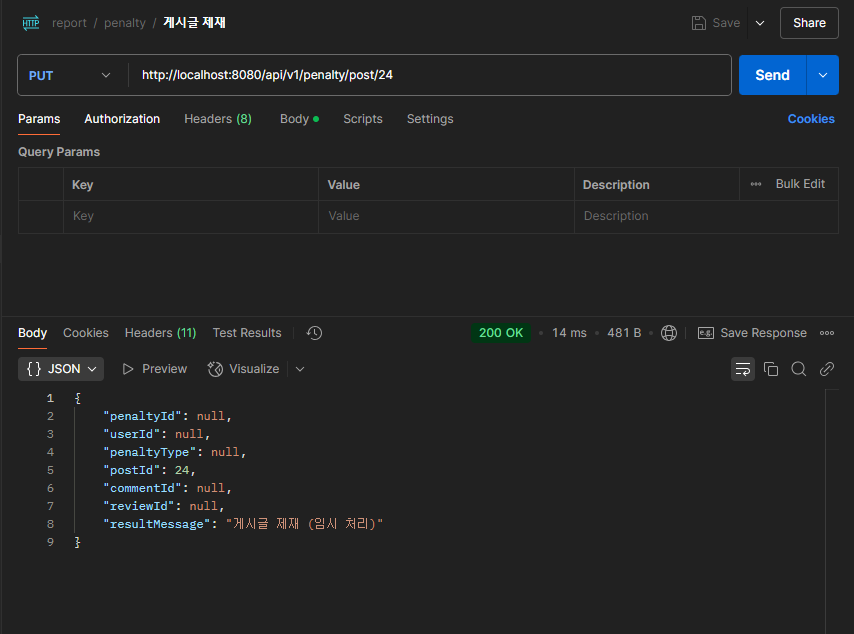 HTTP report / penalty / 게시글 제재 Save Share
PUT http://localhost:8080/api/v1/penalty/post/24 Send
Params Authorization Headers (8) Body Scripts Settings Cookies
Query Params
Key Value Description Bulk Edit
Key Value Description
Body Cookies Headers (11) Test Results 200 OK 14 ms 481 B e.g. Save Response
{} JSON Preview Visualize
1 {
2 "penaltyId": null,
3 "userId": null,
4 "penaltyType": null,
5 "postId": 24,
6 "commentId": null,
7 "reviewId": null,
8 "resultMessage": "게시글 제재 (임시 처리)"
9 }